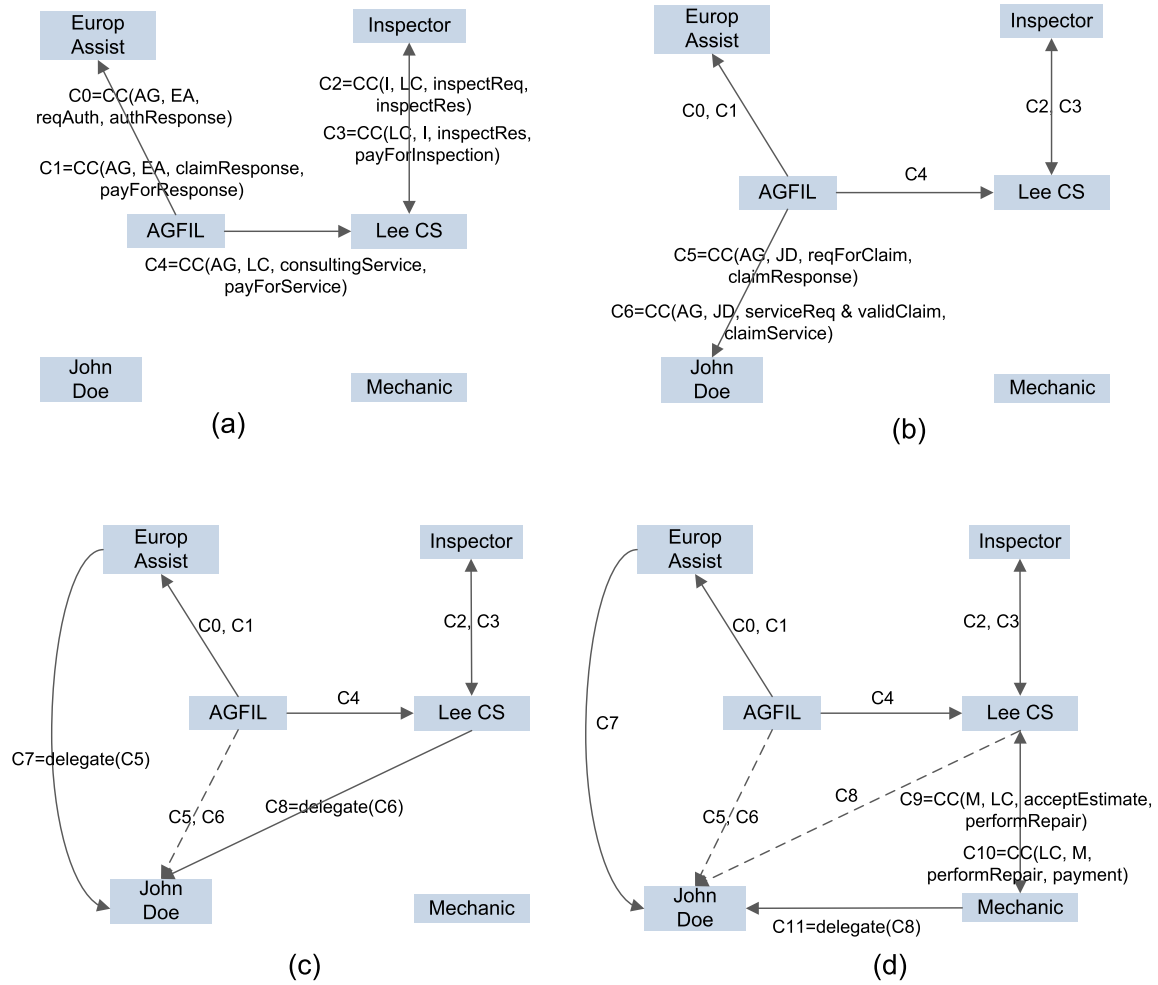 Europ
Assist
Inspector
C0=CC(AG, EA,
reqAuth, authResponse)
C2=CC(I, LC, inspectReq,
inspectRes)
C3=CC(LC, I, inspectRes,
payForInspection)
C1=CC(AG, EA, claimResponse,
payForResponse)
AGFIL
Lee CS
C4=CC(AG, LC, consultingService,
payForService)
John
Doe
Mechanic
(a)
Europ
Assist
Inspector
C0, C1
C2, C3
AGFIL
C4
Lee CS
C5=CC(AG, JD, reqForClaim,
claimResponse)
C6=CC(AG, JD, serviceReq & validClaim,
claimService)
John
Doe
Mechanic
(b)
Europ
Assist
Inspector
C0, C1
C2, C3
AGFIL
C4
Lee CS
C7=delegate(C5)
C5, C6
C8=delegate(C6)
John
Doe
Mechanic
(c)
Europ
Assist
Inspector
C0, C1
C2, C3
AGFIL
C4
Lee CS
C7
C5, C6
C8
C9=CC(M, LC, acceptEstimate,
performRepair)
C10=CC(LC, M,
performRepair, payment)
John
Doe
Mechanic
C11=delegate(C8)
(d)